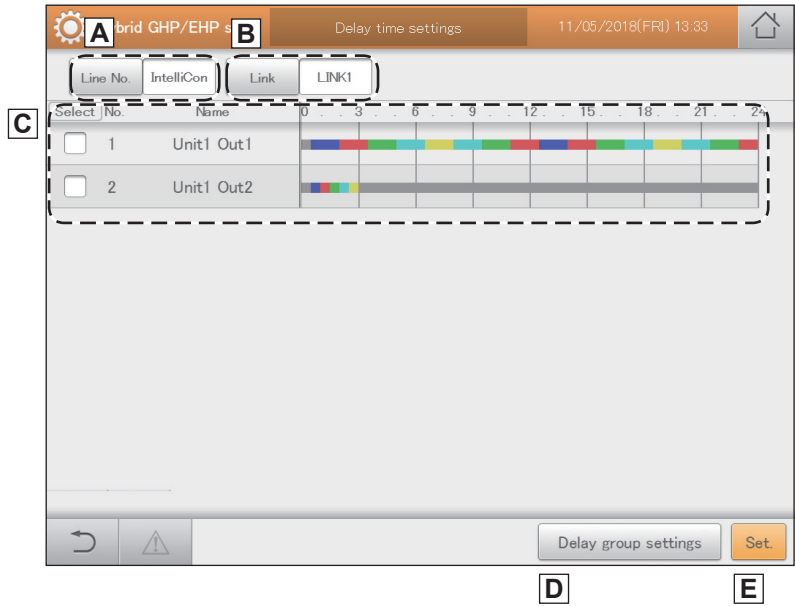 A
B
brid GHP/EHP s
Delay time settings
11/05/2018(FRI) 13:33
Line No.
IntelliCon
Link
LINK1
C
Select No. Name 0 . . 3 . . 6 . . 9 . . 12 . . 15 . . 18 . . 21 . . 24
1 Unit1 Out1
2 Unit1 Out2
Delay group settings
Set.
D
E